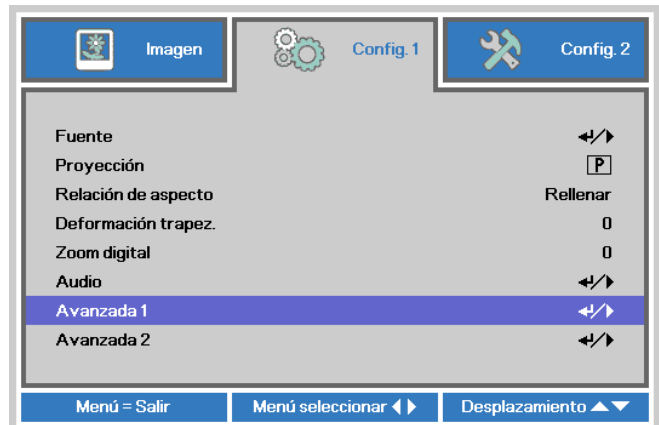 Imagen Config. 1 Config. 2
Fuente
Proyección P
Relación de aspecto Rellenar
Deformación trapez. 0
Zoom digital 0
Audio
Avanzada 1
Avanzada 2
Menú = Salir Menú seleccionar Desplazamiento